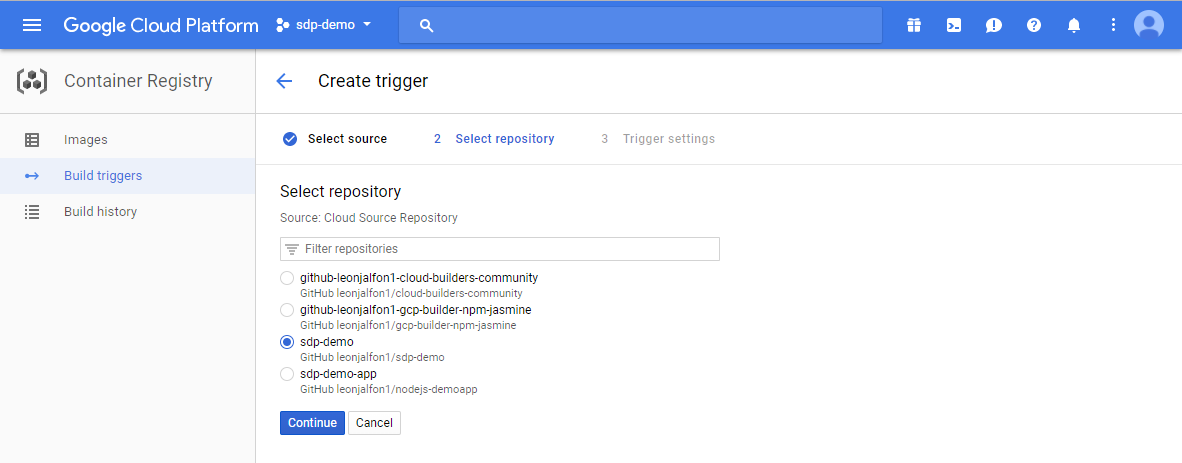 Google Cloud Platform sdp-demo
Container Registry
Create trigger
Images
Build triggers
Build history
Select source 2 Select repository 3 Trigger settings
Select repository
Source: Cloud Source Repository
Filter repositories
github-leonjalfon1-cloud-builders-community
GitHub leonjalfon1/cloud-builders-community
github-leonjalfon1-gcp-builder-npm-jasmine
GitHub leonjalfon1/gcp-builder-npm-jasmine
sdp-demo
GitHub leonjalfon1/sdp-demo
sdp-demo-app
GitHub leonjalfon1/nodejs-demoapp
Continue Cancel